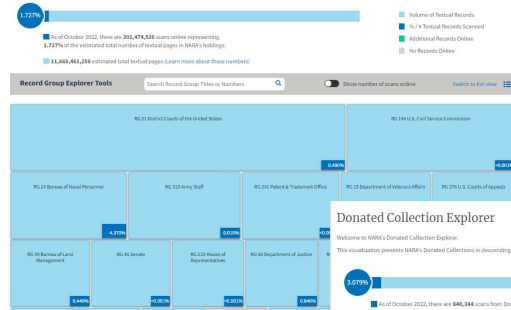 1.727%
As of October 2022, there are 201,474,526 scans online representing
1.727% of the estimated total number of textual pages in NARA's holdings.
11,668,461,258 estimated total textual pages (Learn more about these numbers)
Volume of Textual Records
% / # Textual Records Scanned
Additional Records Online
No Records Online
Record Group Explorer Tools
Search Record Group Titles or Numbers
Show number of scans online
Switch to list view
RG 21 District Courts of the United States
RG 146 U.S. Civil Service Commission
0.490%
<0.001%
RG 24 Bureau of Naval Personnel
RG 319 Army Staff
RG 241 Patent & Trademark Office
RG 15 Department of Veterans Affairs
RG 276 U.S. Courts of Appeals
4.370%
0.010%
Donated Collection Explorer
Welcome to NARA's Donated Collection Explorer.
This visualization presents NARA's Donated Collections in descending
RG 49 Bureau of Land
Management
RG 46 Senate
RG 233 House of
Representatives
RG 60 Department of Justice
0.440%
<0.001%
<0.001%
0.840%
3.079%
As of October 2022, there are 840,344 scans from Do